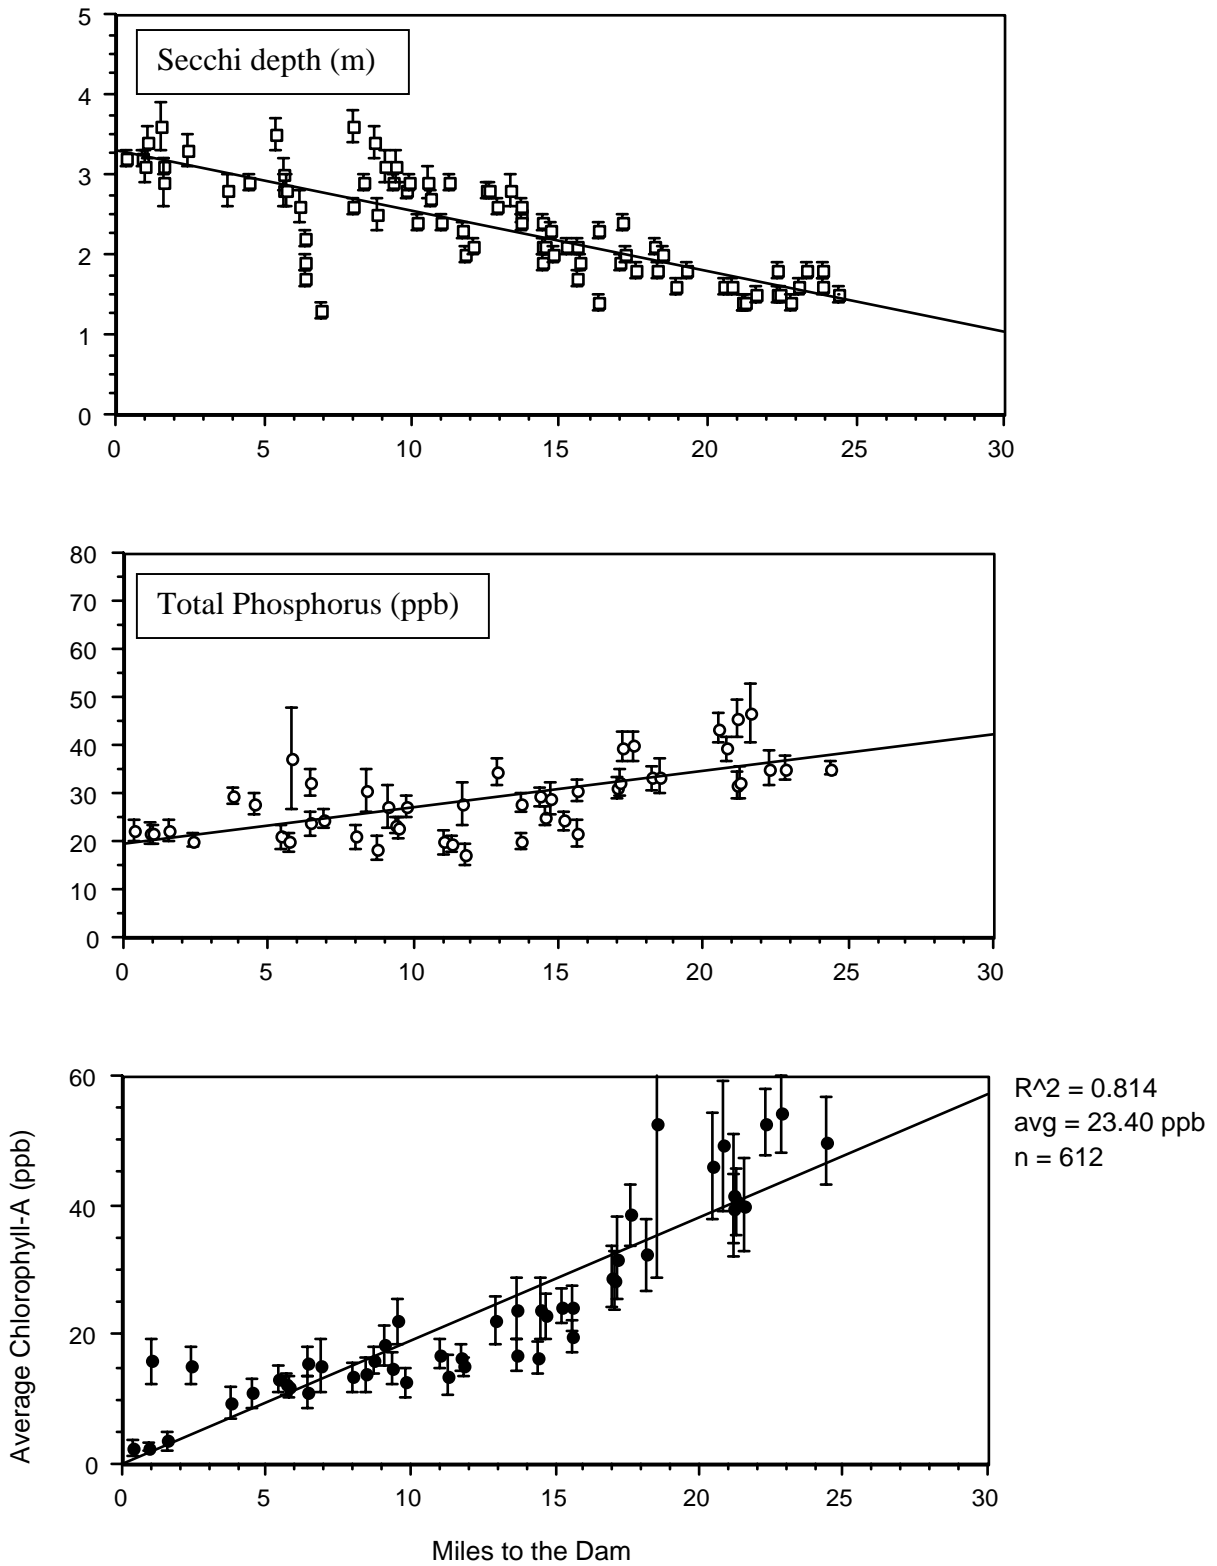 Secchi depth (m)
5
4
3
2
1
0
0 5 10 15 20 25 30
Total Phosphorus (ppb)
80
70
60
50
40
30
20
10
0
0 5 10 15 20 25 30
Average Chlorophyll-A (ppb)
60
40
20
0
0 5 10 15 20 25 30
R^2 = 0.814
avg = 23.40 ppb
n = 612
Miles to the Dam